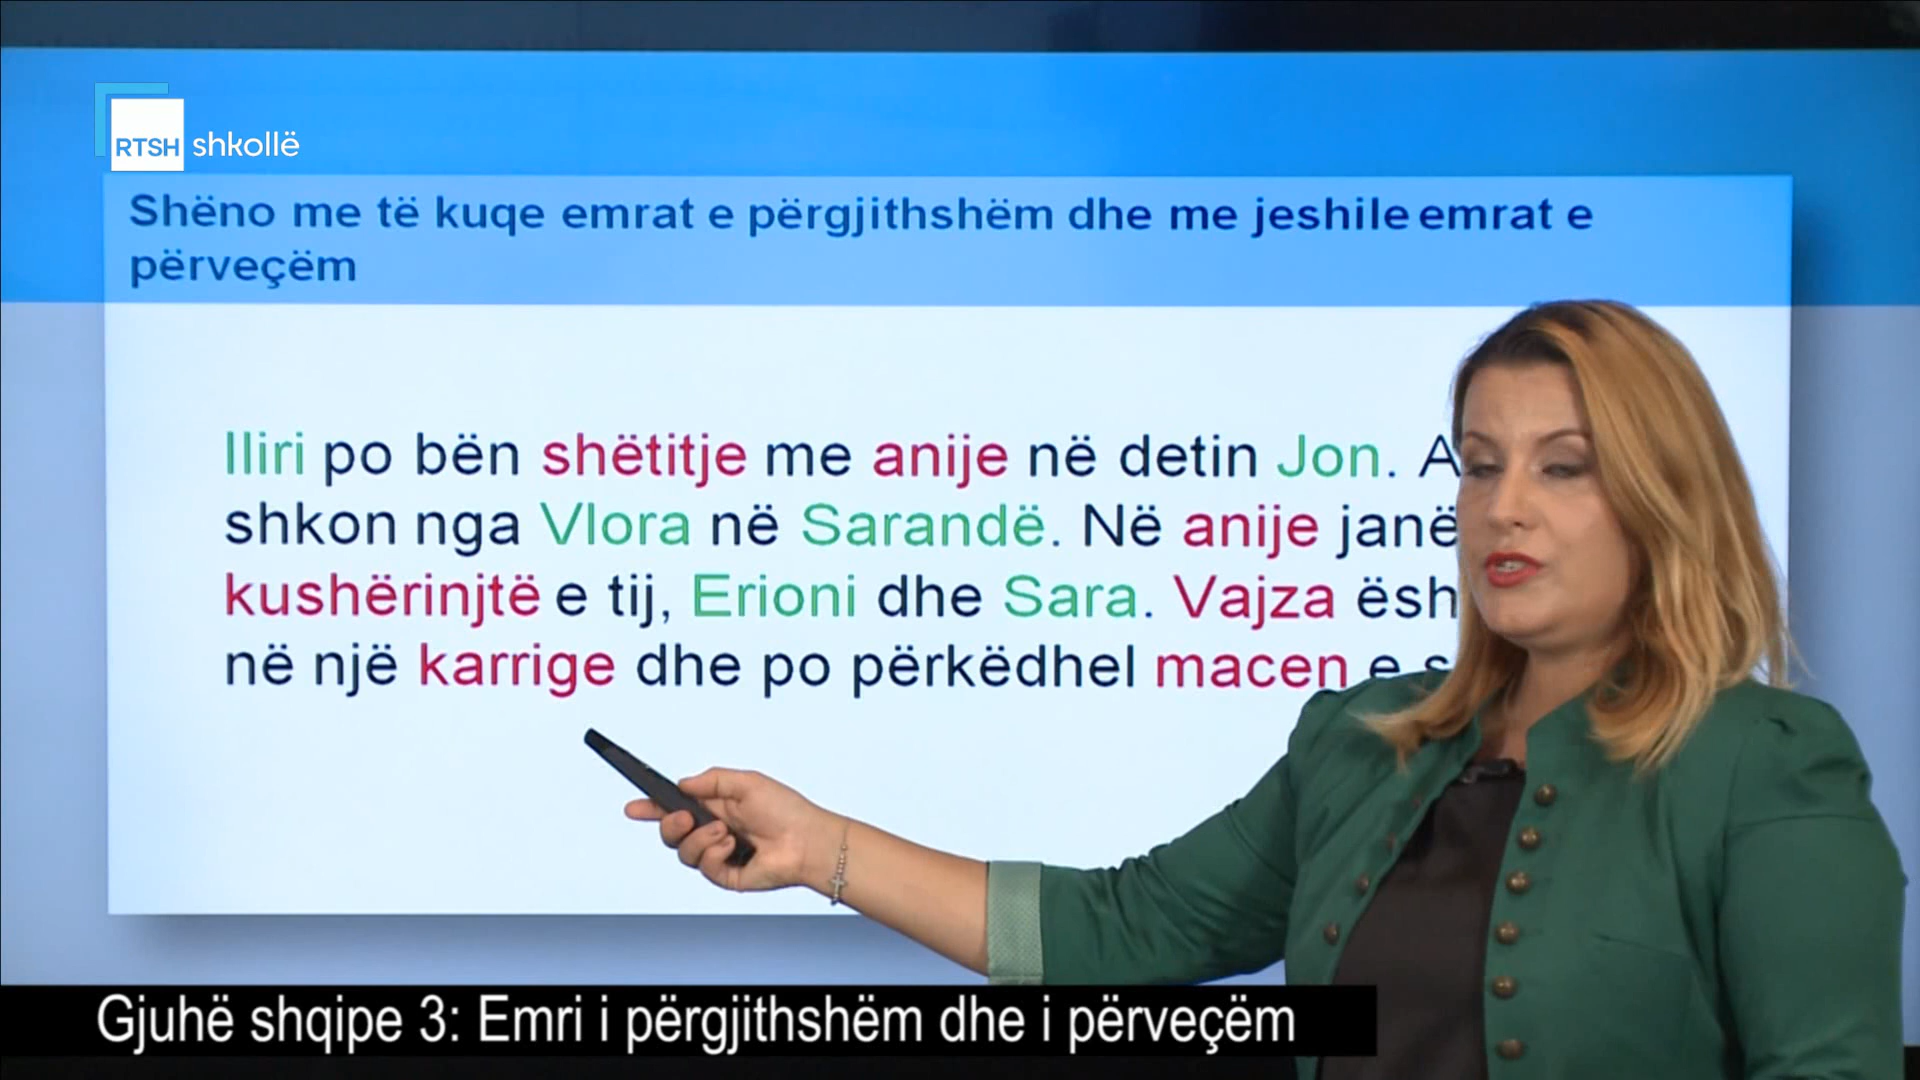 RTSH shkollë
Shëno me të kuqe emrat e përgjithshëm dhe me jeshile emrat e
përveçëm
Iliri po bën shëtitje me anije në detin Jon.
shkon nga Vlora në Sarandë. Në anije janë
kushërinjtë e tij, Erioni dhe Sara. Vajza
në një karrige dhe po përkëdhel macen e
Gjuhë shqipe 3: Emri i përgjithshëm dhe i përveçëm